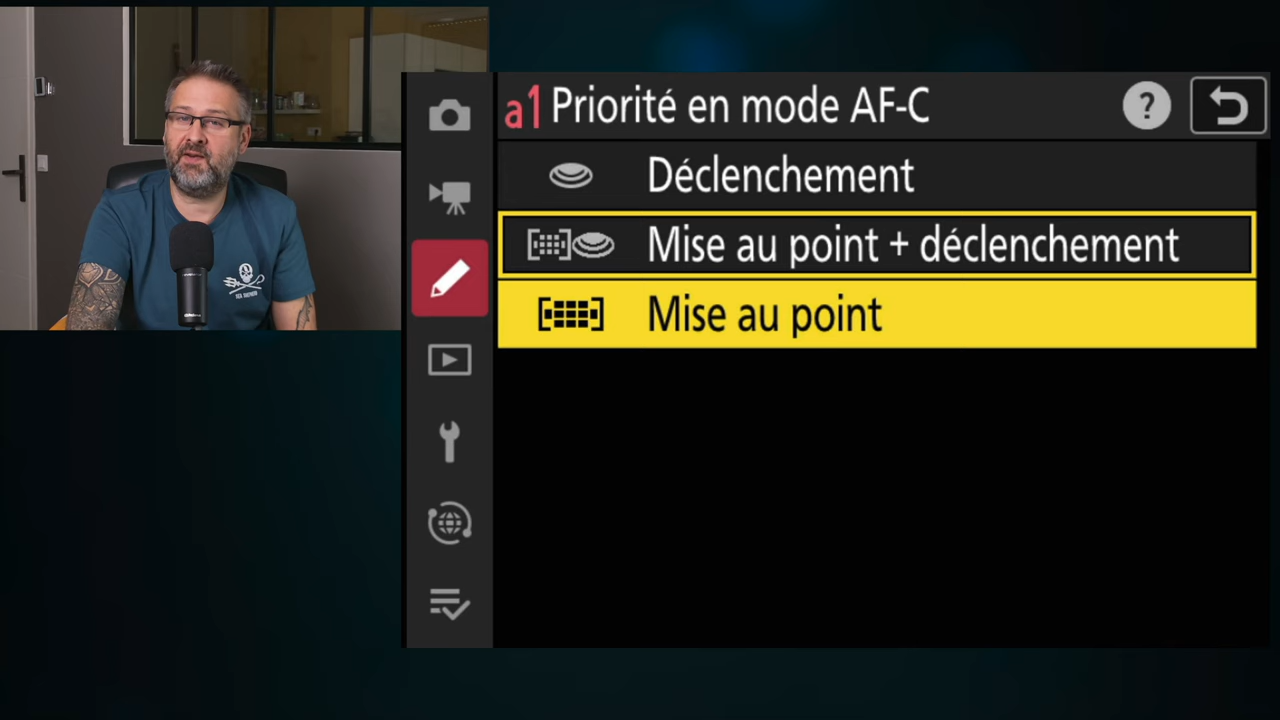 a1 Priorité en mode AF-C ?
Déclenchement
Mise au point + déclenchement
Mise au point